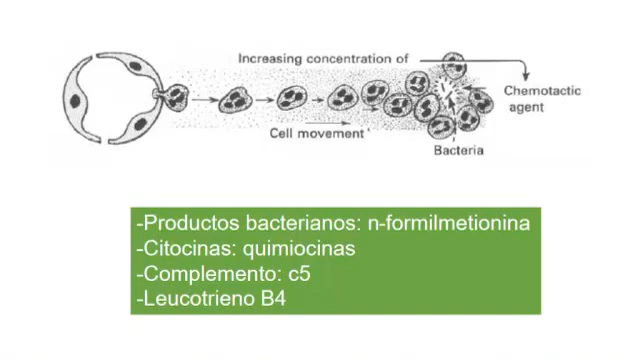 Increasing concentration of
Chemotactic
agent
Cell movement
Bacteria
-Productos bacterianos: n-formilmetionina
-Citocinas: quimiocinas
-Complemento: c5
-Leucotrieno B4